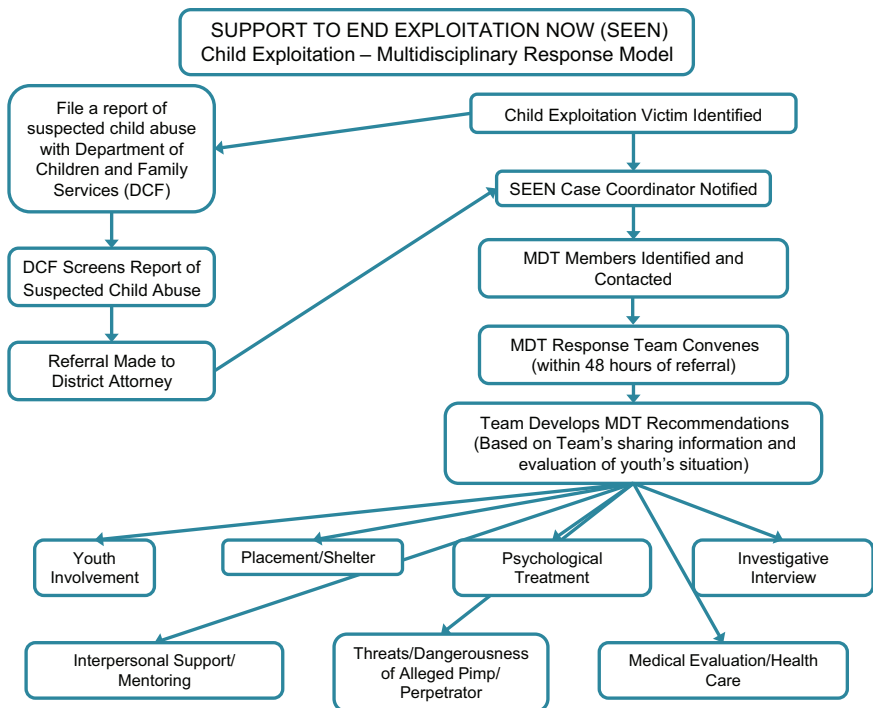 SUPPORT TO END EXPLOITATION NOW (SEEN)
Child Exploitation – Multidisciplinary Response Model
File a report of
suspected child abuse
with Department of
Children and Family
Services (DCF)
DCF Screens Report of
Suspected Child Abuse
Referral Made to
District Attorney
Child Exploitation Victim Identified
SEEN Case Coordinator Notified
MDT Members Identified and
Contacted
MDT Response Team Convenes
(within 48 hours of referral)
Team Develops MDT Recommendations
(Based on Team's sharing information and
evaluation of youth's situation)
Youth
Involvement
Placement/Shelter
Psychological
Treatment
Investigative
Interview
Interpersonal Support/
Mentoring
Threats/Dangerousness
of Alleged Pimp/
Perpetrator
Medical Evaluation/Health
Care